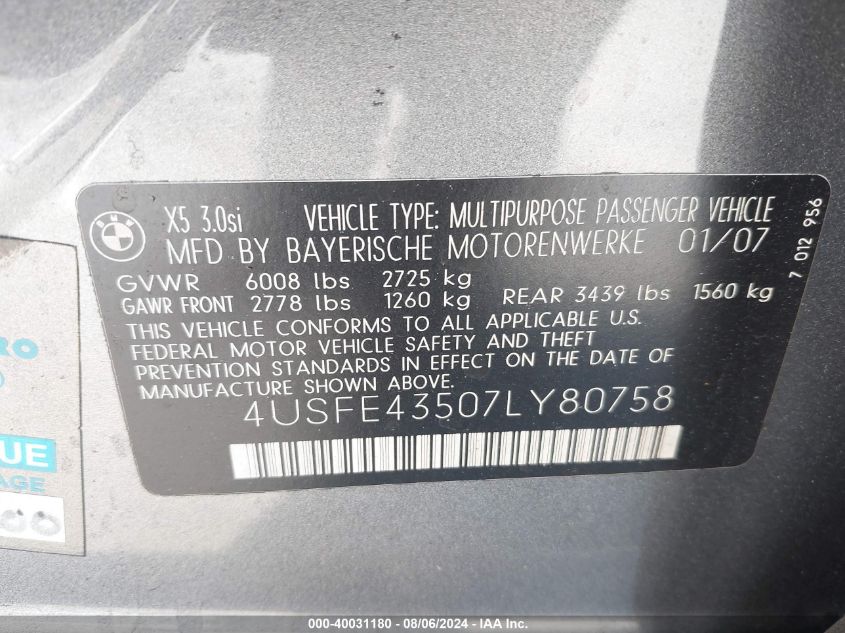 BMW
X5 3.0si VEHICLE TYPE: MULTIPURPOSE PASSENGER VEHICLE
MFD BY BAYERISCHE MOTORENWERKE 01/07
GVWR 6008 lbs 2725 kg
GAWR FRONT 2778 lbs 1260 kg REAR 3439 lbs 1560 kg
THIS VEHICLE CONFORMS TO ALL APPLICABLE U.S.
FEDERAL MOTOR VEHICLE SAFETY AND THEFT
PREVENTION STANDARDS IN EFFECT ON THE DATE OF
MANUFACTURE SHOWN ABOVE.
4USFE43507LY80758
7 012 956
RO
UE
AGE
000-40031180 - 08/06/2024 - IAA Inc.